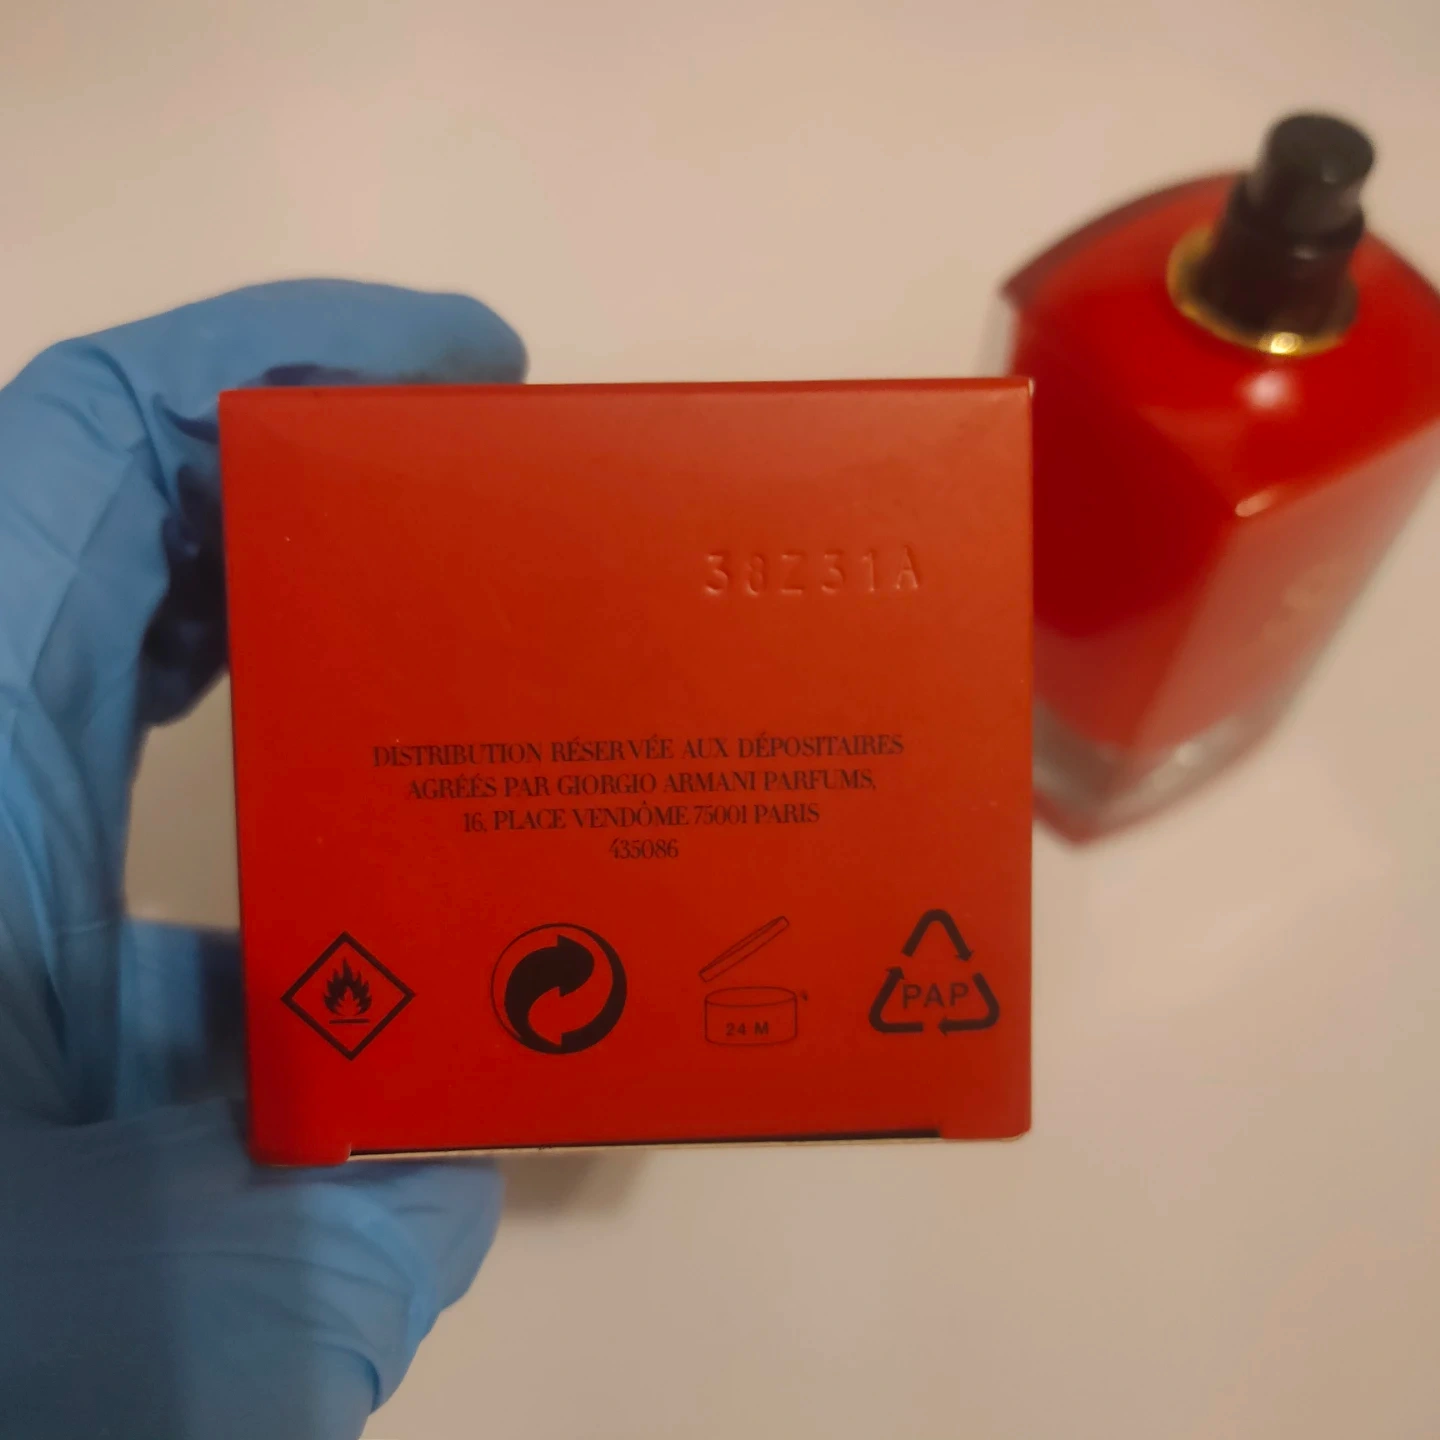 38Z31A
DISTRIBUTION RÉSERVÉE AUX DÉPOSITAIRES
AGRÉÉS PAR GIORGIO ARMANI PARFUMS,
16, PLACE VENDÔME 75001 PARIS
435086
24 M
PAP